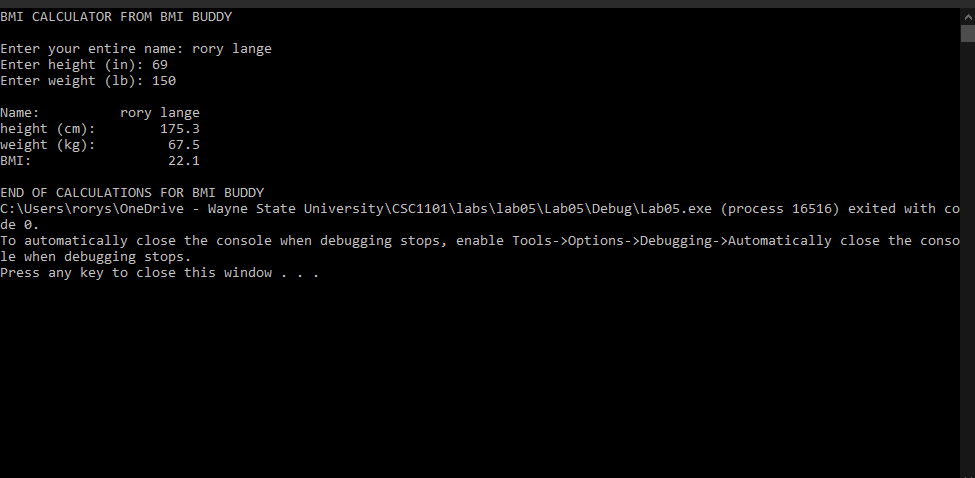 BMI CALCULATOR FROM BMI BUDDY
Enter your entire name: rory lange
Enter height (in): 69
Enter weight (lb): 150
Name:          rory lange
height (cm):        175.3
weight (kg):         67.5
BMI:                 22.1
END OF CALCULATIONS FOR BMI BUDDY
C:\Users\rorys\OneDrive - Wayne State University\CSC1101\labs\lab05\Lab05\Debug\Lab05.exe (process 16516) exited with co
de 0.
To automatically close the console when debugging stops, enable Tools->Options->Debugging->Automatically close the conso
le when debugging stops.
Press any key to close this window . . .